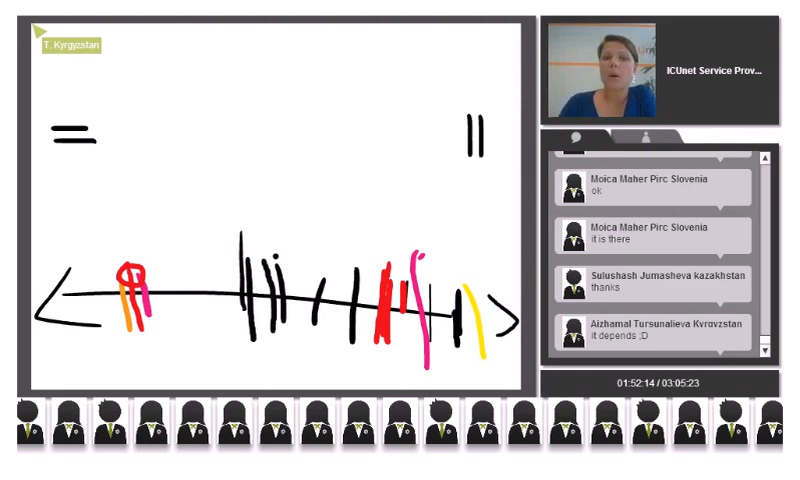 T. Kyrgyzstan
ICUnet Service Prov...
Moica Maher Pirc Slovenia
ok
Moica Maher Pirc Slovenia
it is there
Sulushash Jumasheva kazakhstan
thanks
Aizhamal Tursunalieva Kyrgyzstan
it depends ;D
01:52:14 / 03:05:23